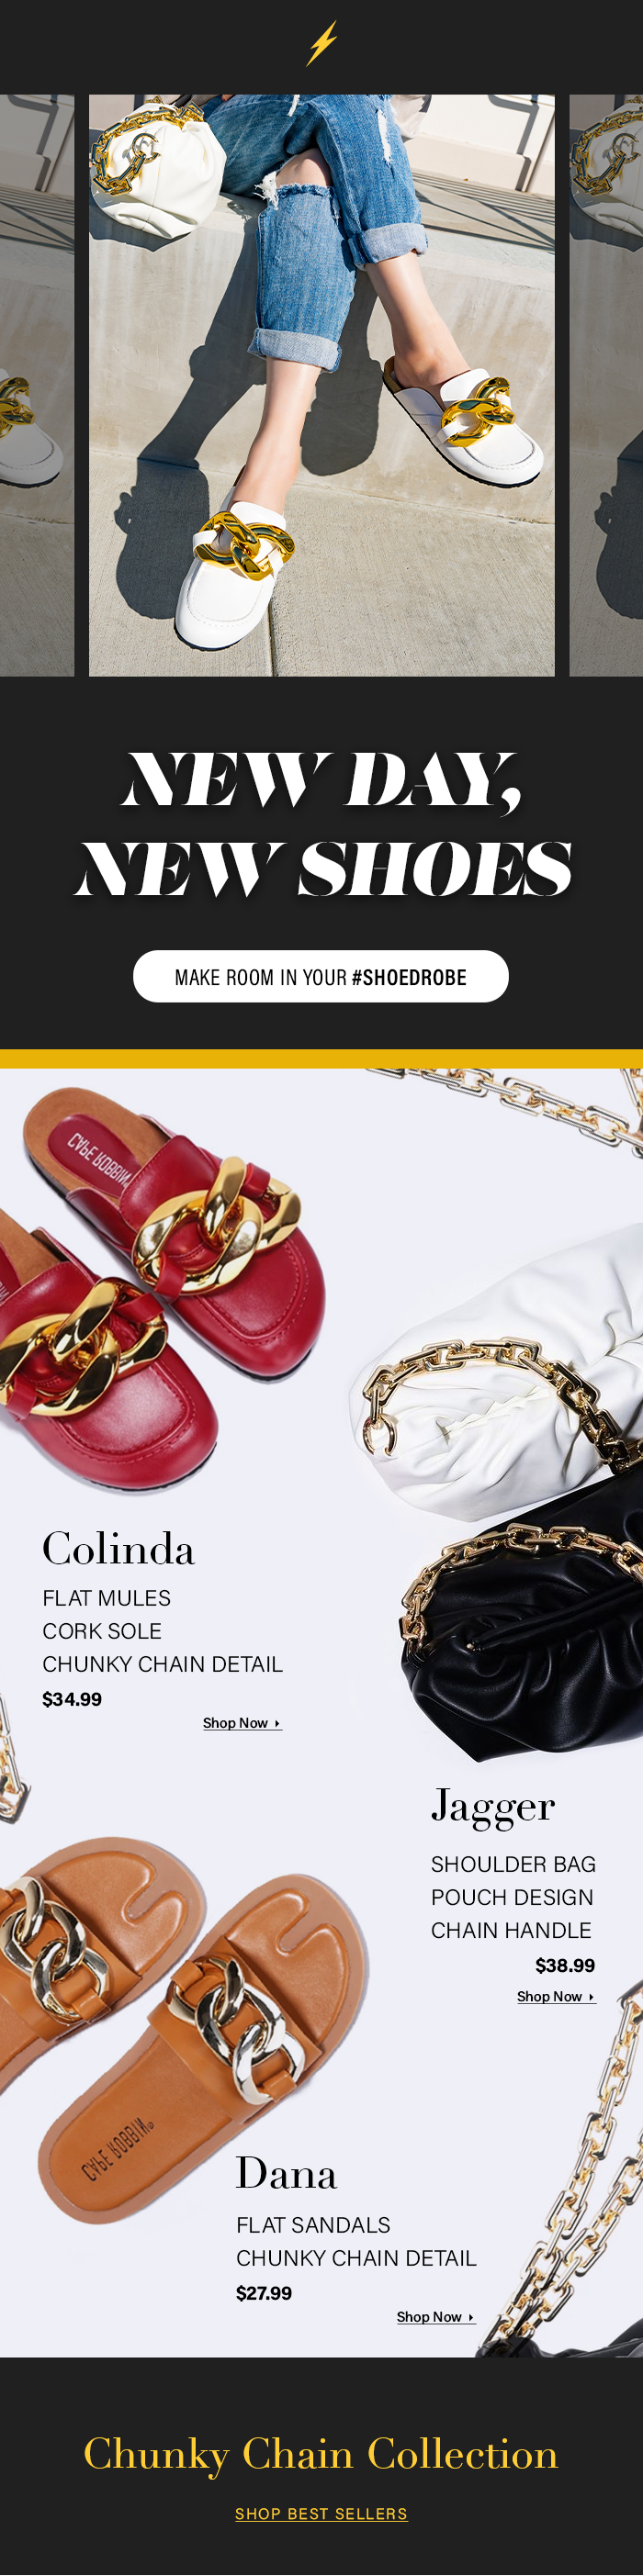 NEW DAY,
NEW SHOES
MAKE ROOM IN YOUR #SHOEDROBE
CAPE ROBBIN
Colinda
FLAT MULES
CORK SOLE
CHUNKY CHAIN DETAIL
$34.99
Shop Now
Jagger
SHOULDER BAG
POUCH DESIGN
CHAIN HANDLE
$38.99
Shop Now
CAPE ROBBIN®
Dana
FLAT SANDALS
CHUNKY CHAIN DETAIL
$27.99
Shop Now
Chunky Chain Collection
SHOP BEST SELLERS